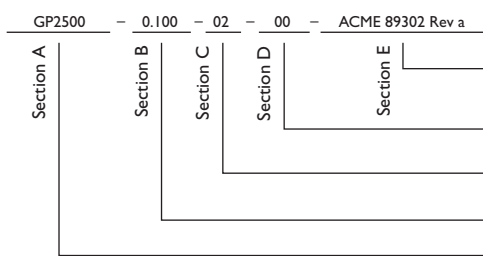 GP2500 – 0.100 – 02 – 00 – ACME 89302 Rev a
Section A
Section B
Section C
Section D
Section E